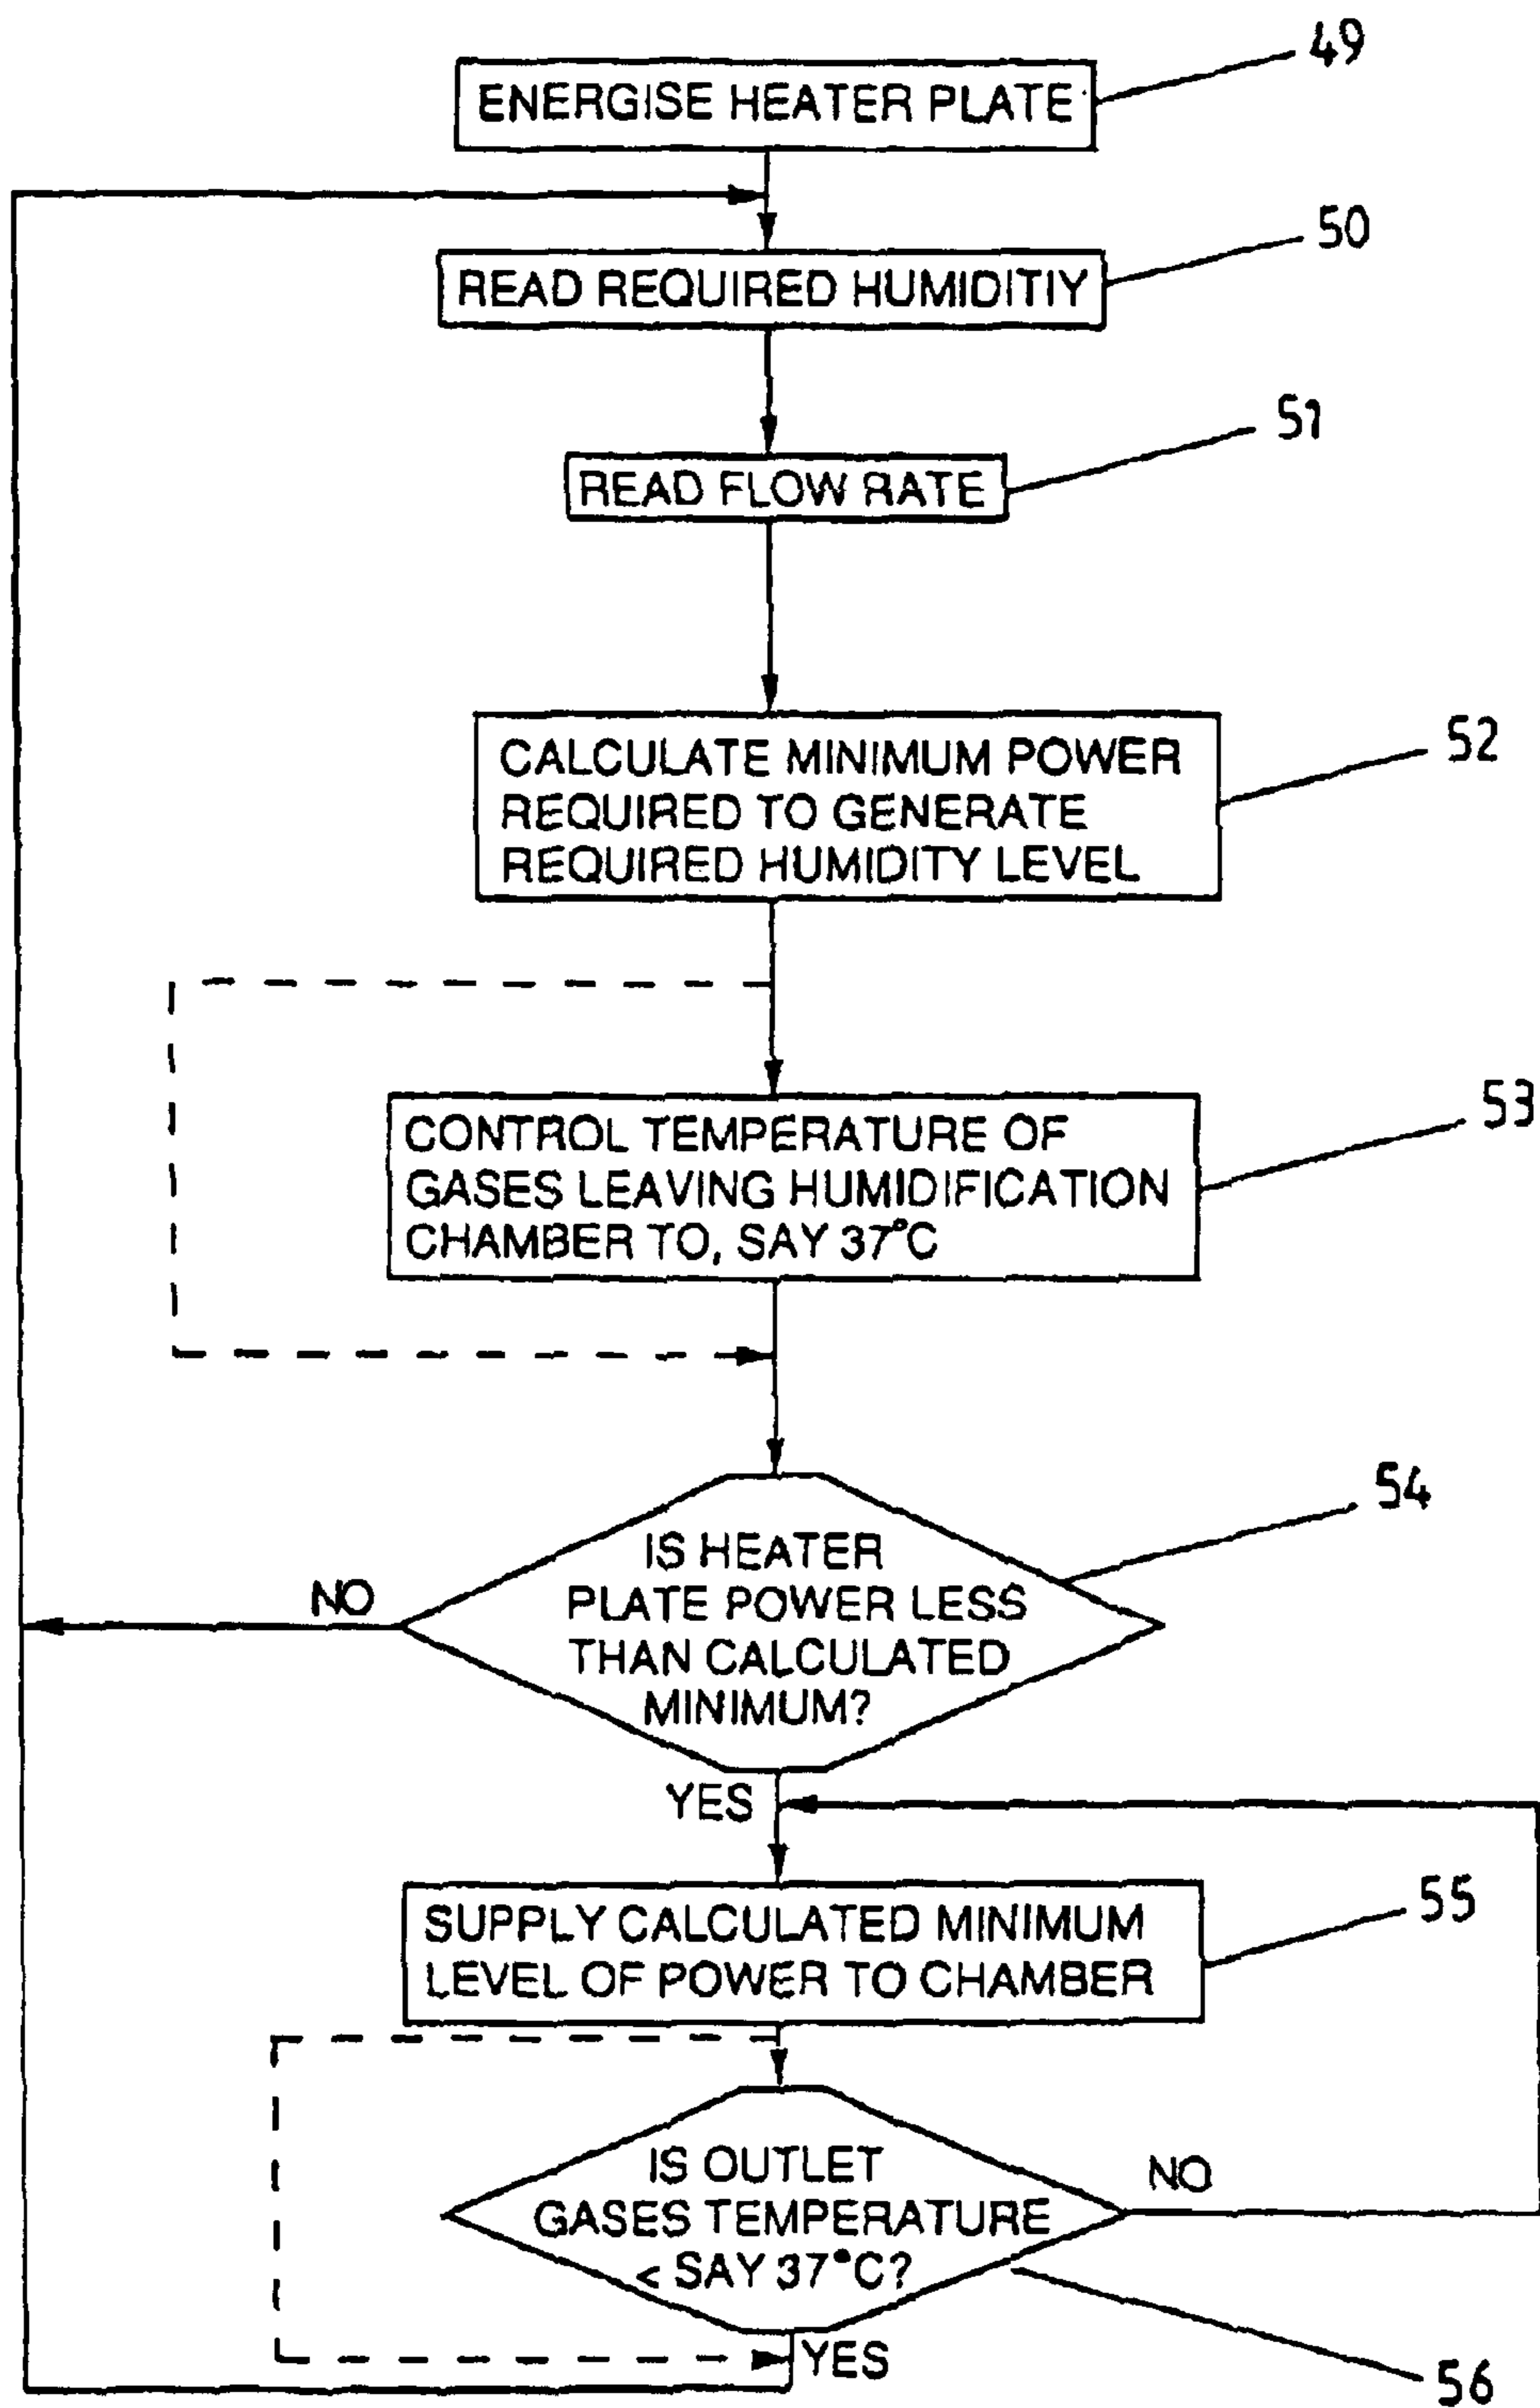 49
ENERGISE HEATER PLATE
50
READ REQUIRED HUMIDITIY
51
READ FLOW RATE
52
CALCULATE MINIMUM POWER
REQUIRED TO GENERATE
REQUIRED HUMIDITY LEVEL
53
CONTROL TEMPERATURE OF
GASES LEAVING HUMIDIFICATION
CHAMBER TO, SAY 37°C
54
IS HEATER
PLATE POWER LESS
THAN CALCULATED
MINIMUM?
NO
YES
55
SUPPLY CALCULATED MINIMUM
LEVEL OF POWER TO CHAMBER
IS OUTLET
GASES TEMPERATURE
< SAY 37°C?
NO
YES
56